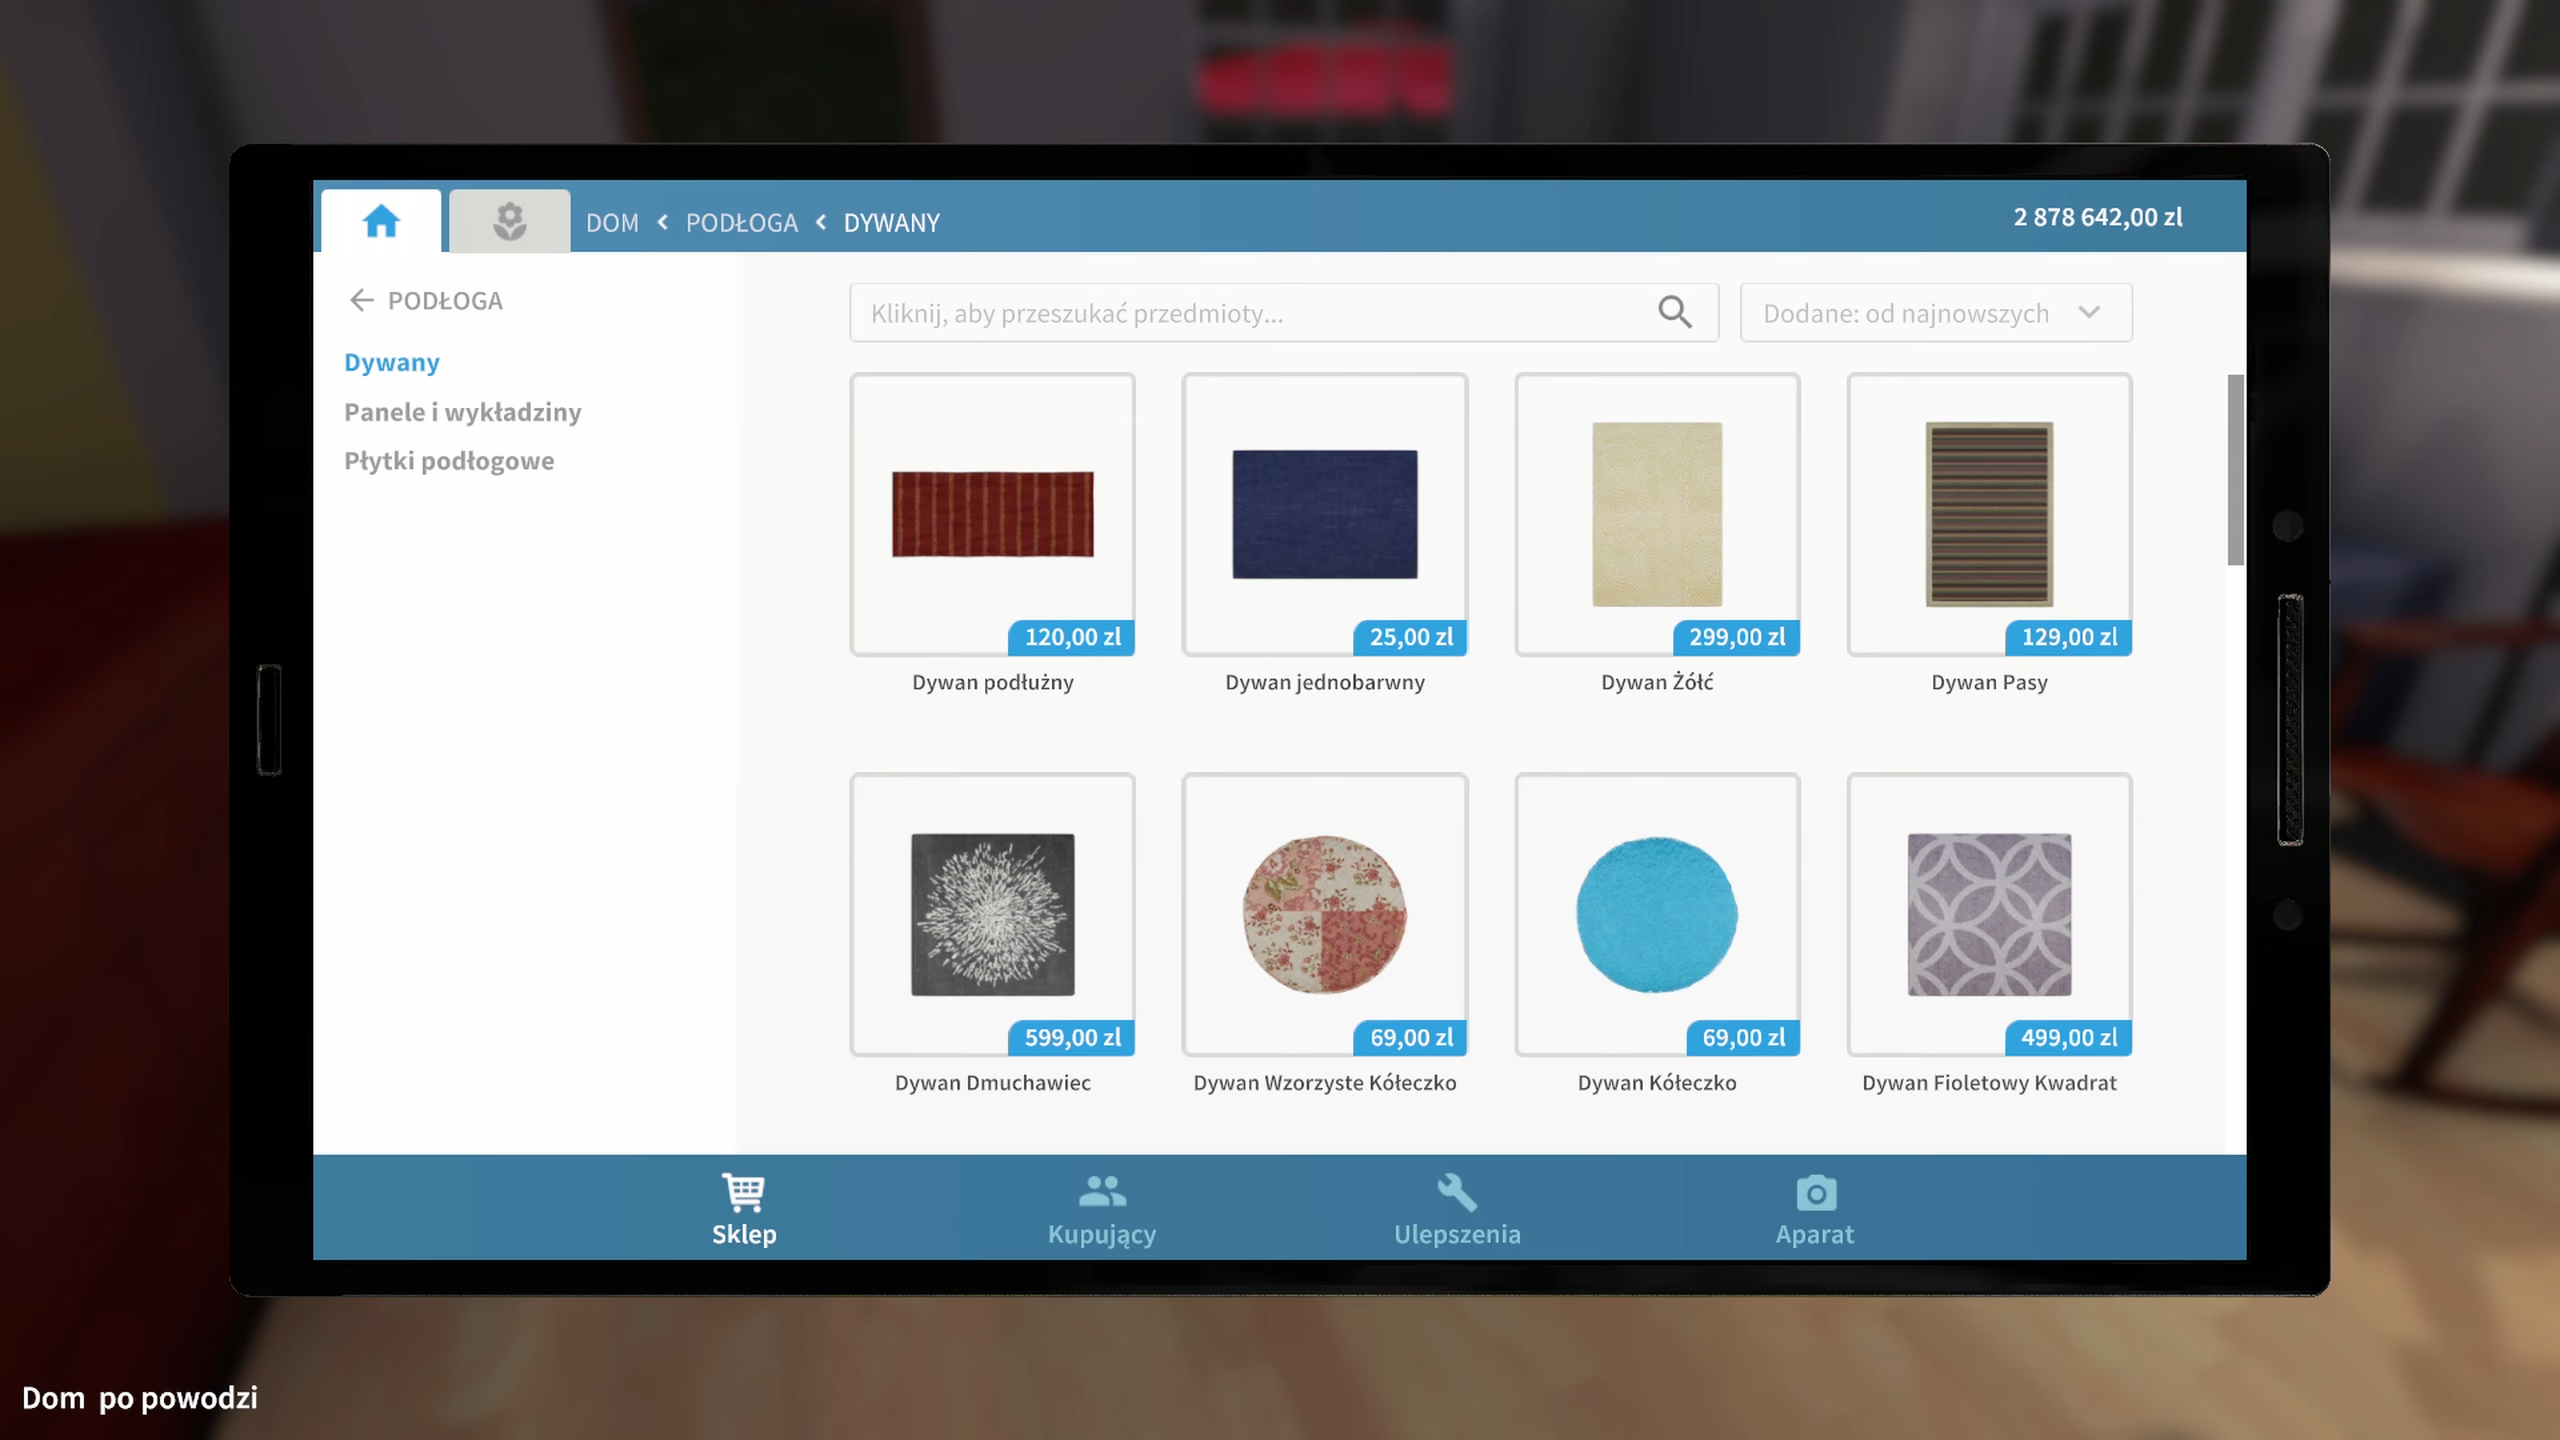 DOM < PODŁOGA < DYWANY
2 878 642,00 zl
PODŁOGA
Dywany
Panele i wykładziny
Płytki podłogowe
Kliknij, aby przeszukać przedmioty...
Dodane: od najnowszych
120,00 zl
25,00 zl
299,00 zl
129,00 zl
Dywan podłużny
Dywan jednobarwny
Dywan Żółć
Dywan Pasy
599,00 zl
69,00 zl
69,00 zl
499,00 zl
Dywan Dmuchawiec
Dywan Wzorzyste Kółeczko
Dywan Kółeczko
Dywan Fioletowy Kwadrat
Sklep
Kupujący
Ulepszenia
Aparat
Dom po powodzi